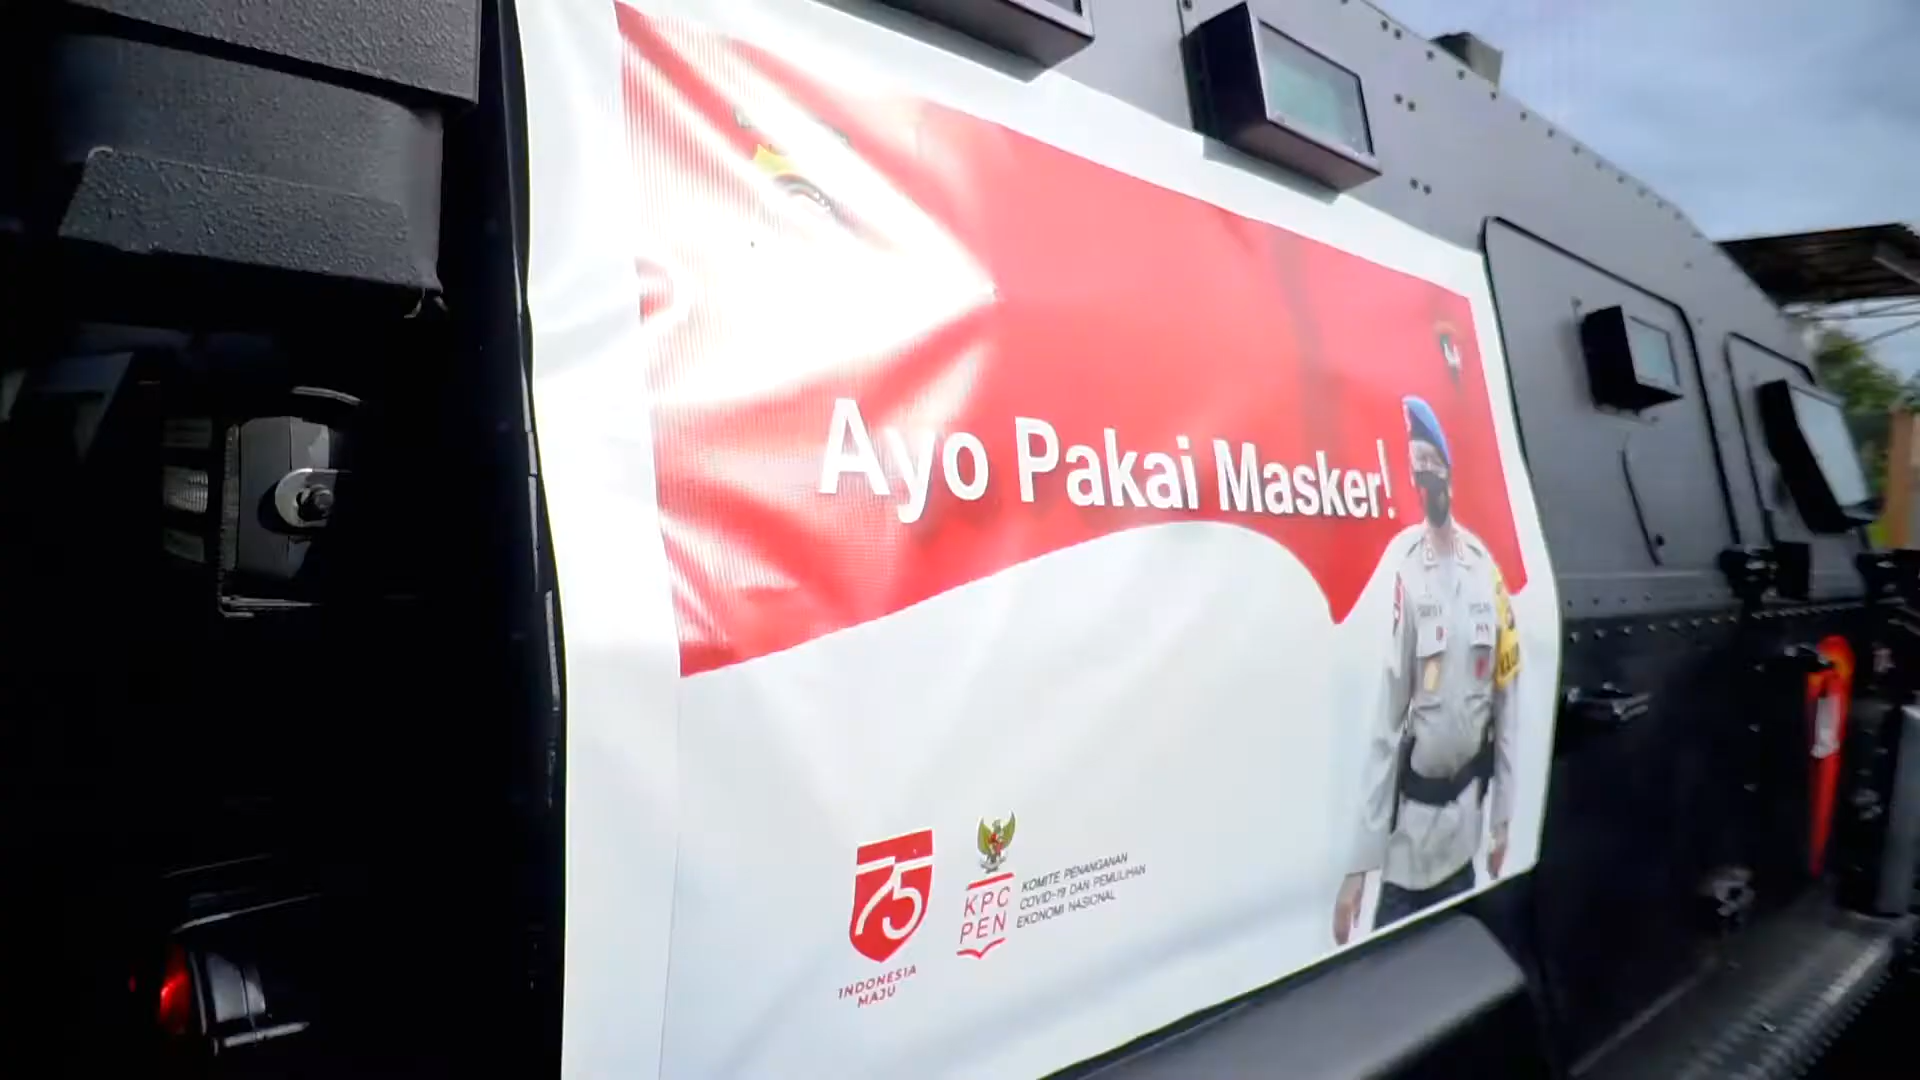 Ayo Pakai Masker!
75
INDONESIA
MAJU
KPC
PEN
KOMITE PENANGANAN
COVID-19 DAN PEMULIHAN
EKONOMI NASIONAL